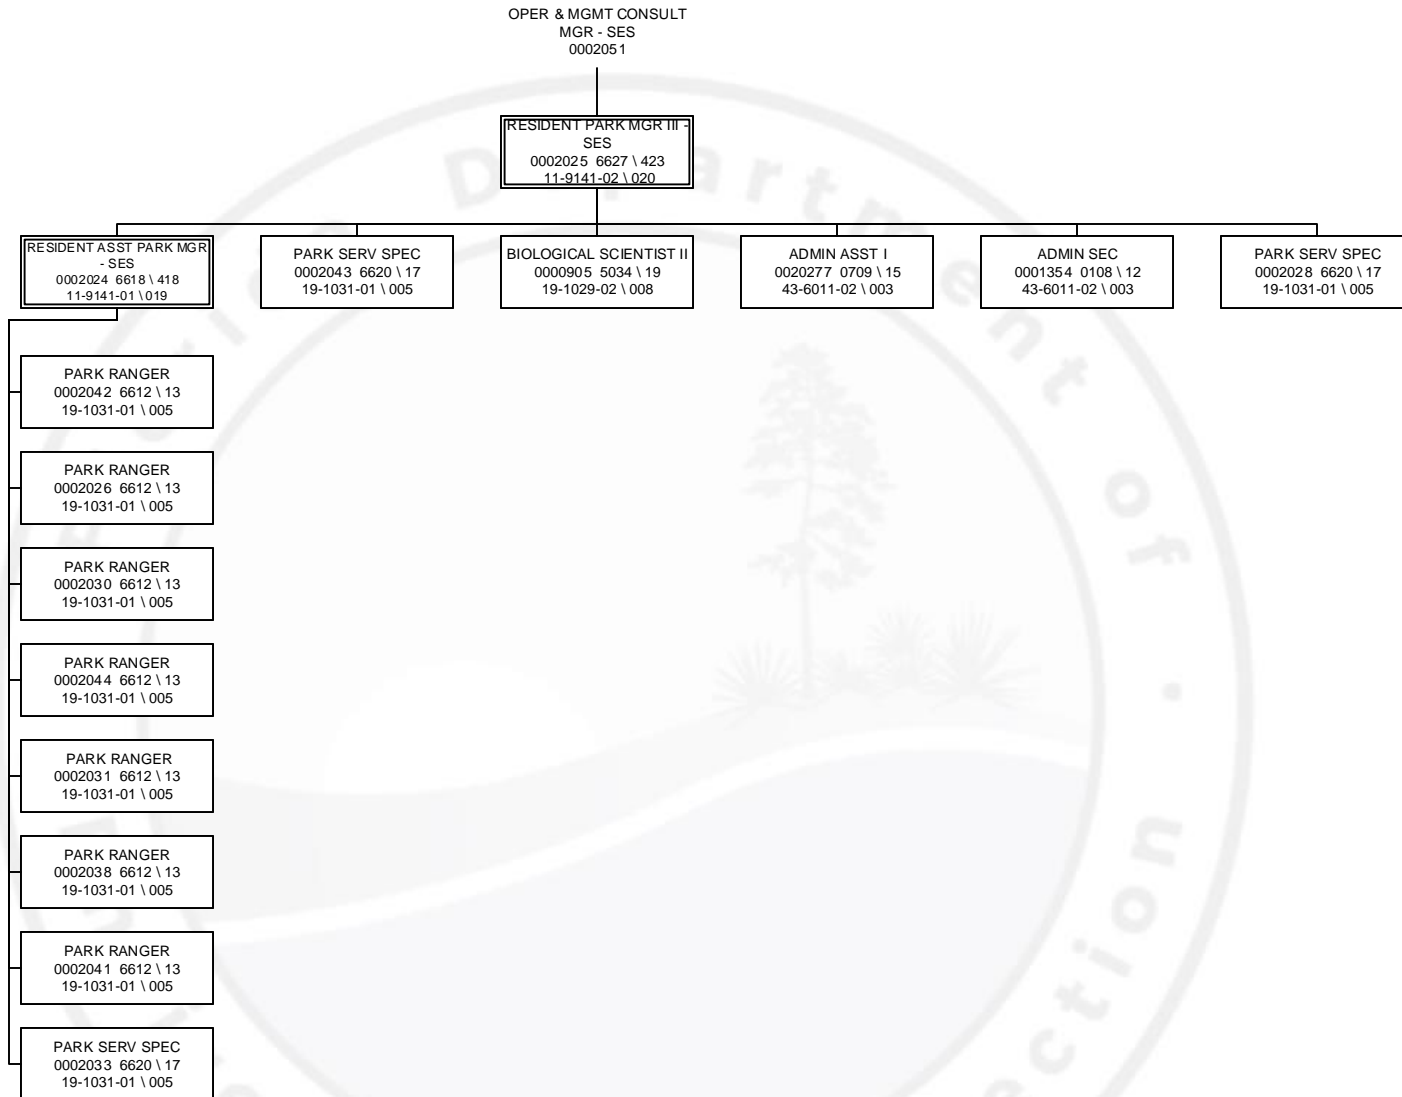 OPER & MGMT CONSULT
MGR - SES
0002051
RESIDENT PARK MGR III -
SES
0002025 6627 \ 423
11-9141-02 \ 020
RESIDENT ASST PARK MGR
- SES
0002024 6618 \ 418
11-9141-01 \ 019
PARK SERV SPEC
0002043 6620 \ 17
19-1031-01 \ 005
BIOLOGICAL SCIENTIST II
0000905 5034 \ 19
19-1029-02 \ 008
ADMIN ASST I
0020277 0709 \ 15
43-6011-02 \ 003
ADMIN SEC
0001354 0108 \ 12
43-6011-02 \ 003
PARK SERV SPEC
0002028 6620 \ 17
19-1031-01 \ 005
PARK RANGER
0002042 6612 \ 13
19-1031-01 \ 005
PARK RANGER
0002026 6612 \ 13
19-1031-01 \ 005
PARK RANGER
0002030 6612 \ 13
19-1031-01 \ 005
PARK RANGER
0002044 6612 \ 13
19-1031-01 \ 005
PARK RANGER
0002031 6612 \ 13
19-1031-01 \ 005
PARK RANGER
0002038 6612 \ 13
19-1031-01 \ 005
PARK RANGER
0002041 6612 \ 13
19-1031-01 \ 005
PARK SERV SPEC
0002033 6620 \ 17
19-1031-01 \ 005
Department of